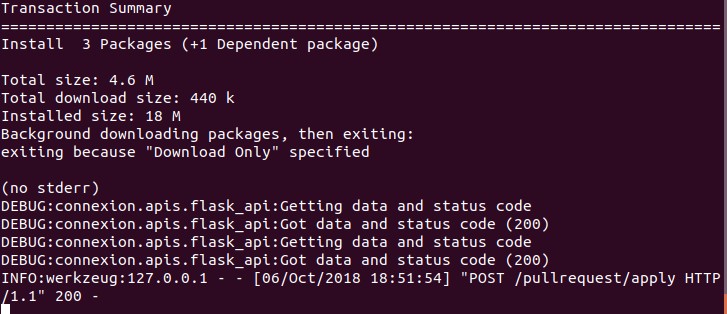 Transaction Summary
================================================================================
Install  3 Packages (+1 Dependent package)
Total size: 4.6 M
Total download size: 440 k
Installed size: 18 M
Background downloading packages, then exiting:
exiting because "Download Only" specified
(no stderr)
DEBUG:connexion.apis.flask_api:Getting data and status code
DEBUG:connexion.apis.flask_api:Got data and status code (200)
DEBUG:connexion.apis.flask_api:Getting data and status code
DEBUG:connexion.apis.flask_api:Got data and status code (200)
INFO:werkzeug:127.0.0.1 - - [06/Oct/2018 18:51:54] "POST /pullrequest/apply HTTP
/1.1" 200 -